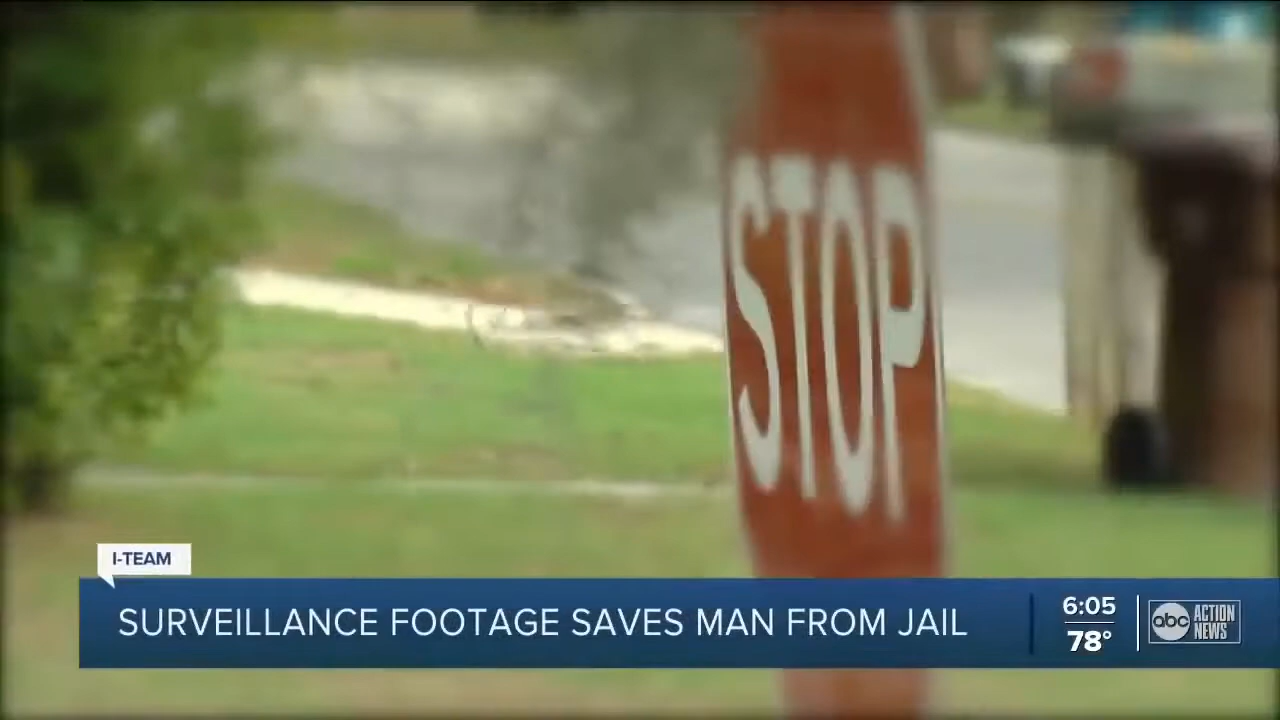 STOP
I-TEAM
SURVEILLANCE FOOTAGE SAVES MAN FROM JAIL
6:05
78°
abc ACTION NEWS